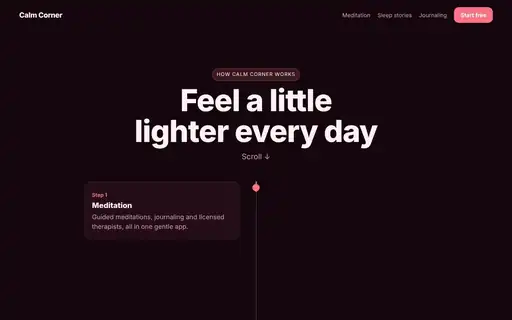 Calm Corner
Meditation Sleep stories Journaling Start free
HOW CALM CORNER WORKS
Feel a little
lighter every day
Scroll ↓
Step 1
Meditation
Guided meditations, journaling and licensed
therapists, all in one gentle app.